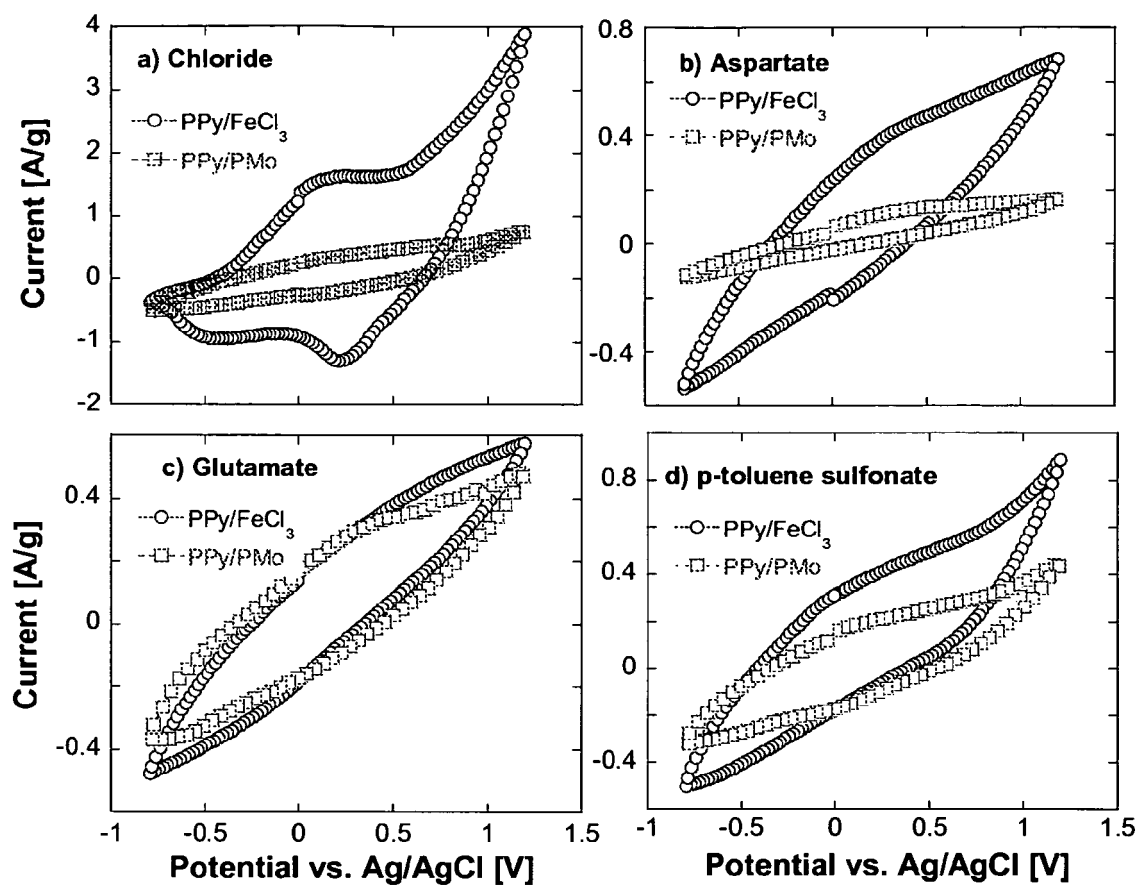 a) Chloride
PPy/FeCl3
PPy/PMo
4
3
2
1
0
-1
-2
Current [A/g]
b) Aspartate
PPy/FeCl3
PPy/PMo
0.8
0.4
0
-0.4
c) Glutamate
PPy/FeCl3
PPy/PMo
0.4
0
-0.4
Current [A/g]
-1 -0.5 0 0.5 1 1.5
Potential vs. Ag/AgCl [V]
d) p-toluene sulfonate
PPy/FeCl3
PPy/PMo
0.8
0.4
0
-0.4
-1 -0.5 0 0.5 1 1.5
Potential vs. Ag/AgCl [V]